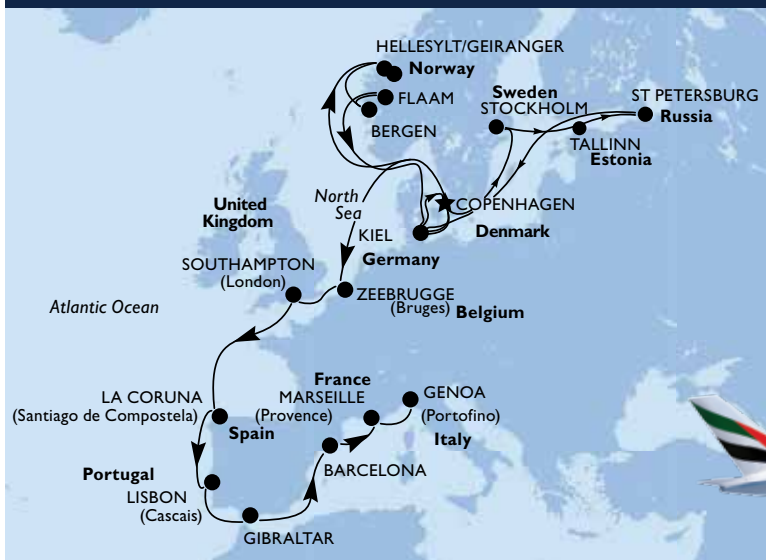 HELLESYLT/GEIRANGER
Norway
FLAAM
BERGEN
Sweden
STOCKHOLM
ST PETERSBURG
Russia
TALLINN
Estonia
North
Sea
COPENHAGEN
Denmark
United
Kingdom
KIEL
Germany
SOUTHAMPTON
(London)
ZEEBRUGGE
(Bruges) Belgium
Atlantic Ocean
LA CORUNA
(Santiago de Compostela)
Spain
France
MARSEILLE
(Provence)
GENOA
(Portofino)
Italy
BARCELONA
Portugal
LISBON
(Cascais)
GIBRALTAR